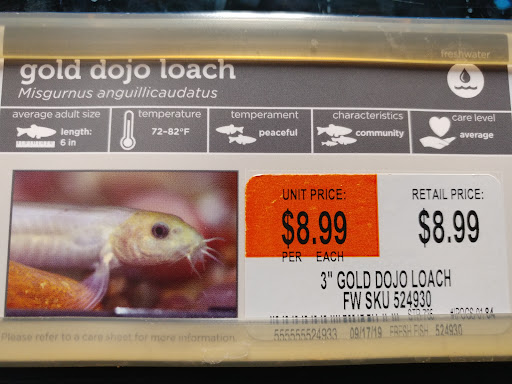 freshwater
gold dojo loach
Misgurnus anguillicaudatus
average adult size
length:
6 in
temperature
72–82°F
temperament
peaceful
characteristics
community
care level
average
UNIT PRICE:
$8.99
PER EACH
RETAIL PRICE:
$8.99
3" GOLD DOJO LOACH
FW SKU 524930
Please refer to a care sheet for more information.
555555524933 09/17/19 FRESH FISH 524930